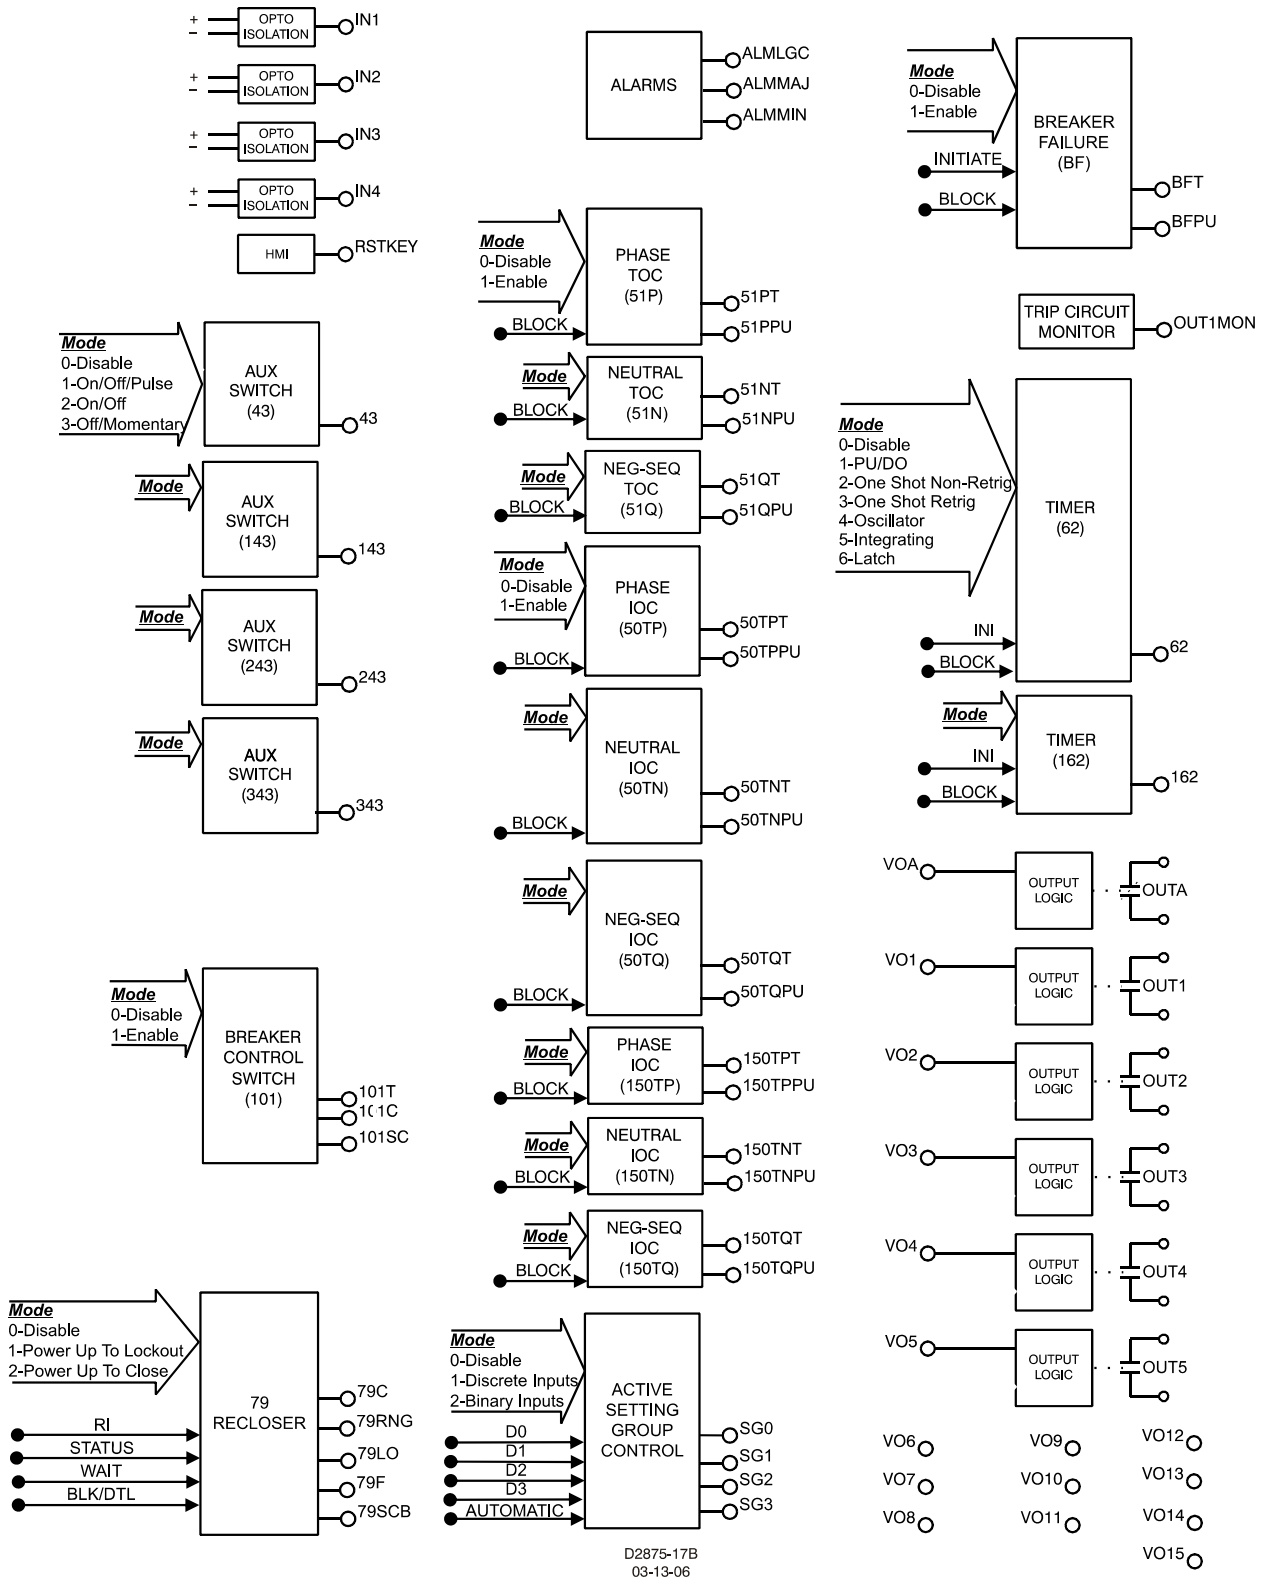 +
−
OPTO
ISOLATION
IN1
+
−
OPTO
ISOLATION
IN2
+
−
OPTO
ISOLATION
IN3
+
−
OPTO
ISOLATION
IN4
HMI
RSTKEY
Mode
0-Disable
1-On/Off/Pulse
2-On/Off
3-Off/Momentary
AUX
SWITCH
(43)
43
Mode
AUX
SWITCH
(143)
143
Mode
AUX
SWITCH
(243)
243
Mode
AUX
SWITCH
(343)
343
Mode
0-Disable
1-Enable
BREAKER
CONTROL
SWITCH
(101)
101T
101C
101SC
Mode
0-Disable
1-Power Up To Lockout
2-Power Up To Close
RI
STATUS
WAIT
BLK/DTL
79
RECLOSER
79C
79RNG
79LO
79F
79SCB
ALARMS
ALMLGC
ALMMAJ
ALMMIN
Mode
0-Disable
1-Enable
BLOCK
PHASE
TOC
(51P)
51PT
51PPU
Mode
BLOCK
NEUTRAL
TOC
(51N)
51NT
51NPU
Mode
BLOCK
NEG-SEQ
TOC
(51Q)
51QT
51QPU
Mode
0-Disable
1-Enable
BLOCK
PHASE
IOC
(50TP)
50TPT
50TPPU
Mode
BLOCK
NEUTRAL
IOC
(50TN)
50TNT
50TNPU
Mode
BLOCK
NEG-SEQ
IOC
(50TQ)
50TQT
50TQPU
Mode
BLOCK
PHASE
IOC
(150TP)
150TPT
150TPPU
Mode
BLOCK
NEUTRAL
IOC
(150TN)
150TNT
150TNPU
Mode
BLOCK
NEG-SEQ
IOC
(150TQ)
150TQT
150TQPU
Mode
0-Disable
1-Discrete Inputs
2-Binary Inputs
D0
D1
D2
D3
AUTOMATIC
ACTIVE
SETTING
GROUP
CONTROL
SG0
SG1
SG2
SG3
D2875-17B
03-13-06
Mode
0-Disable
1-Enable
INITIATE
BLOCK
BREAKER
FAILURE
(BF)
BFT
BFPU
TRIP CIRCUIT
MONITOR
OUT1MON
Mode
0-Disable
1-PU/DO
2-One Shot Non-Retrig
3-One Shot Retrig
4-Oscillator
5-Integrating
6-Latch
INI
BLOCK
TIMER
(62)
62
Mode
INI
BLOCK
TIMER
(162)
162
VOA
OUTPUT
LOGIC
OUTA
VO1
OUTPUT
LOGIC
OUT1
VO2
OUTPUT
LOGIC
OUT2
VO3
OUTPUT
LOGIC
OUT3
VO4
OUTPUT
LOGIC
OUT4
VO5
OUTPUT
LOGIC
OUT5
VO6
VO7
VO8
VO9
VO10
VO11
VO12
VO13
VO14
VO15